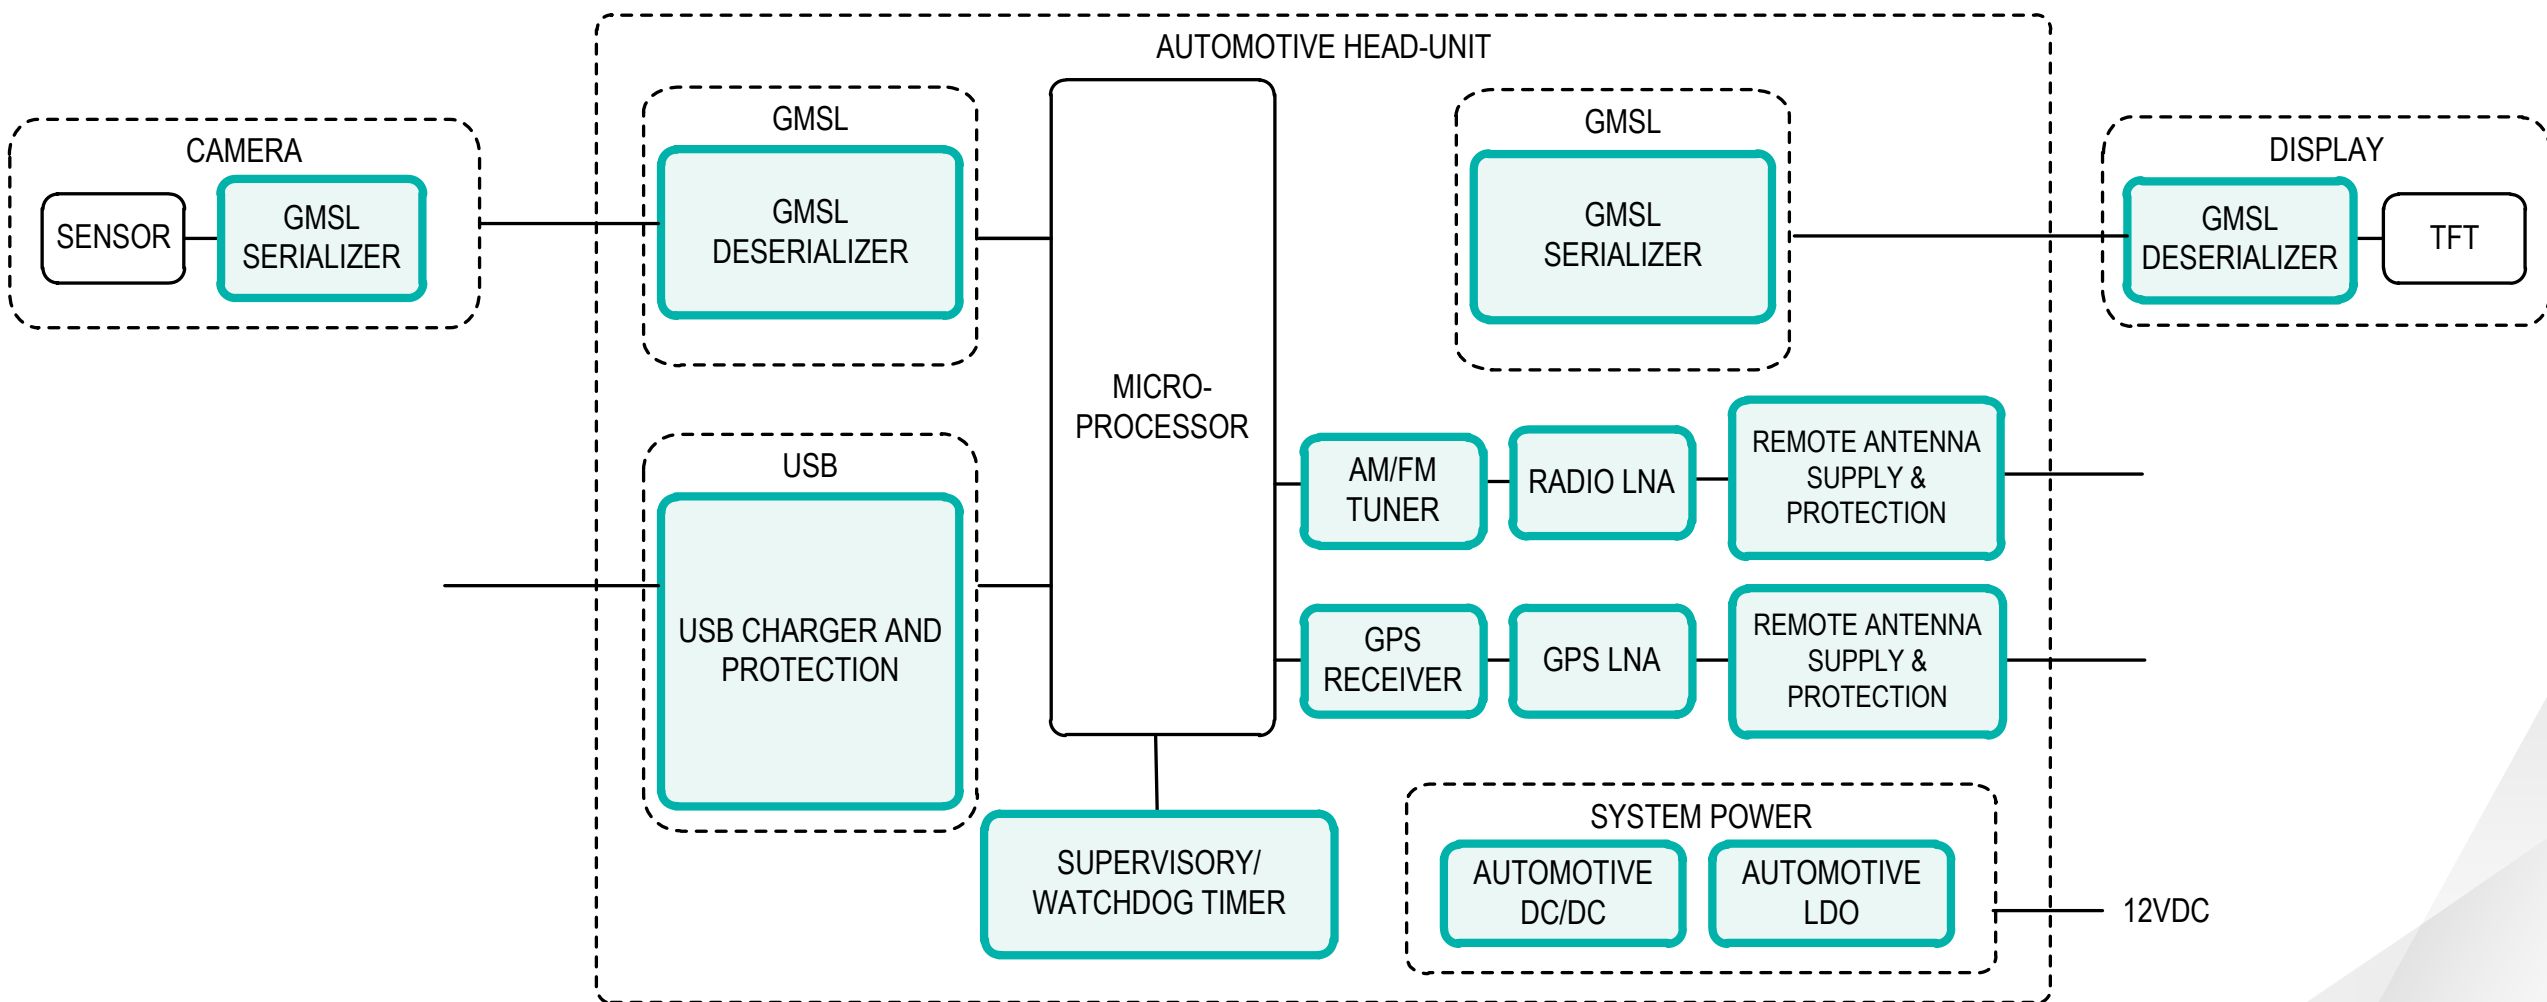 AUTOMOTIVE HEAD-UNIT
CAMERA
SENSOR
GMSL
SERIALIZER
GMSL
GMSL
DESERIALIZER
USB
USB CHARGER AND
PROTECTION
MICRO-
PROCESSOR
SUPERVISORY/
WATCHDOG TIMER
GMSL
GMSL
SERIALIZER
DISPLAY
GMSL
DESERIALIZER
TFT
AM/FM
TUNER
RADIO LNA
REMOTE ANTENNA
SUPPLY &
PROTECTION
GPS
RECEIVER
GPS LNA
REMOTE ANTENNA
SUPPLY &
PROTECTION
SYSTEM POWER
AUTOMOTIVE
DC/DC
AUTOMOTIVE
LDO
12VDC